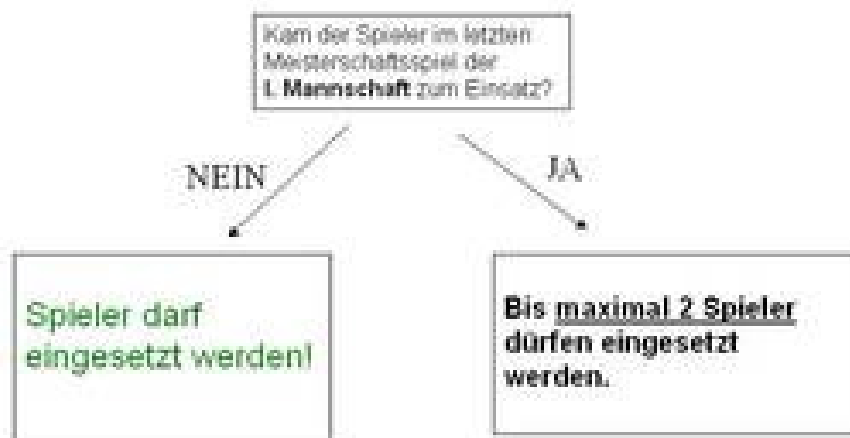 Kam der Spieler im letzten
Meisterschaftsspiel der
I. Mannschaft zum Einsatz?
NEIN
JA
Spieler darf
eingesetzt werden!
Bis maximal 2 Spieler
dürfen eingesetzt
werden.